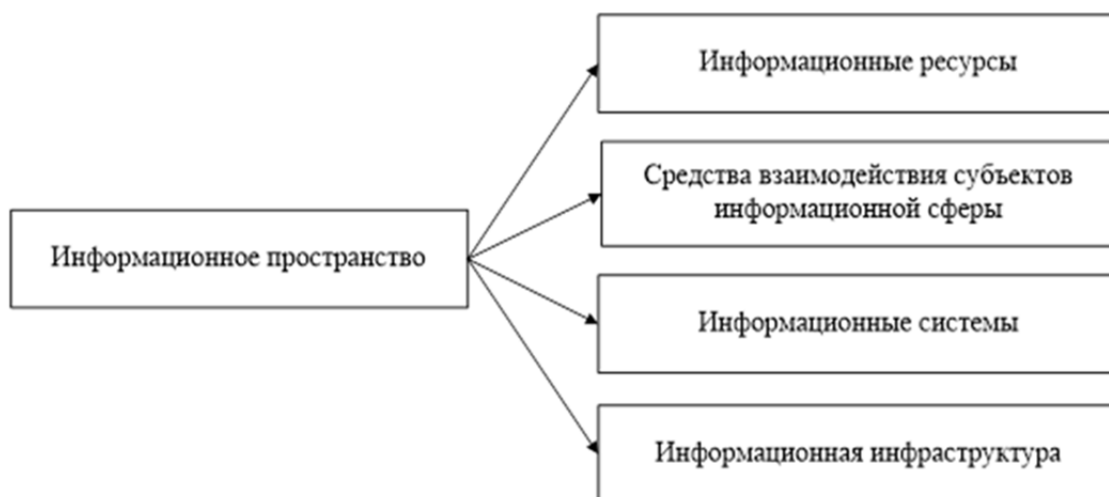 Информационное пространство
Информационные ресурсы
Средства взаимодействия субъектов
информационной сферы
Информационные системы
Информационная инфраструктура